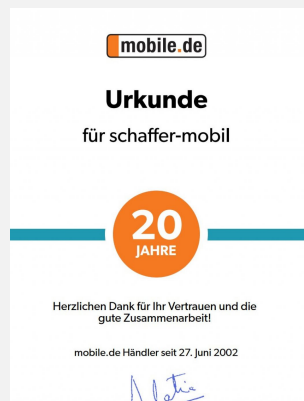 mobile.de
Urkunde
für schaffer-mobil
20
JAHRE
Herzlichen Dank für Ihr Vertrauen und die
gute Zusammenarbeit!
mobile.de Händler seit 27. Juni 2002